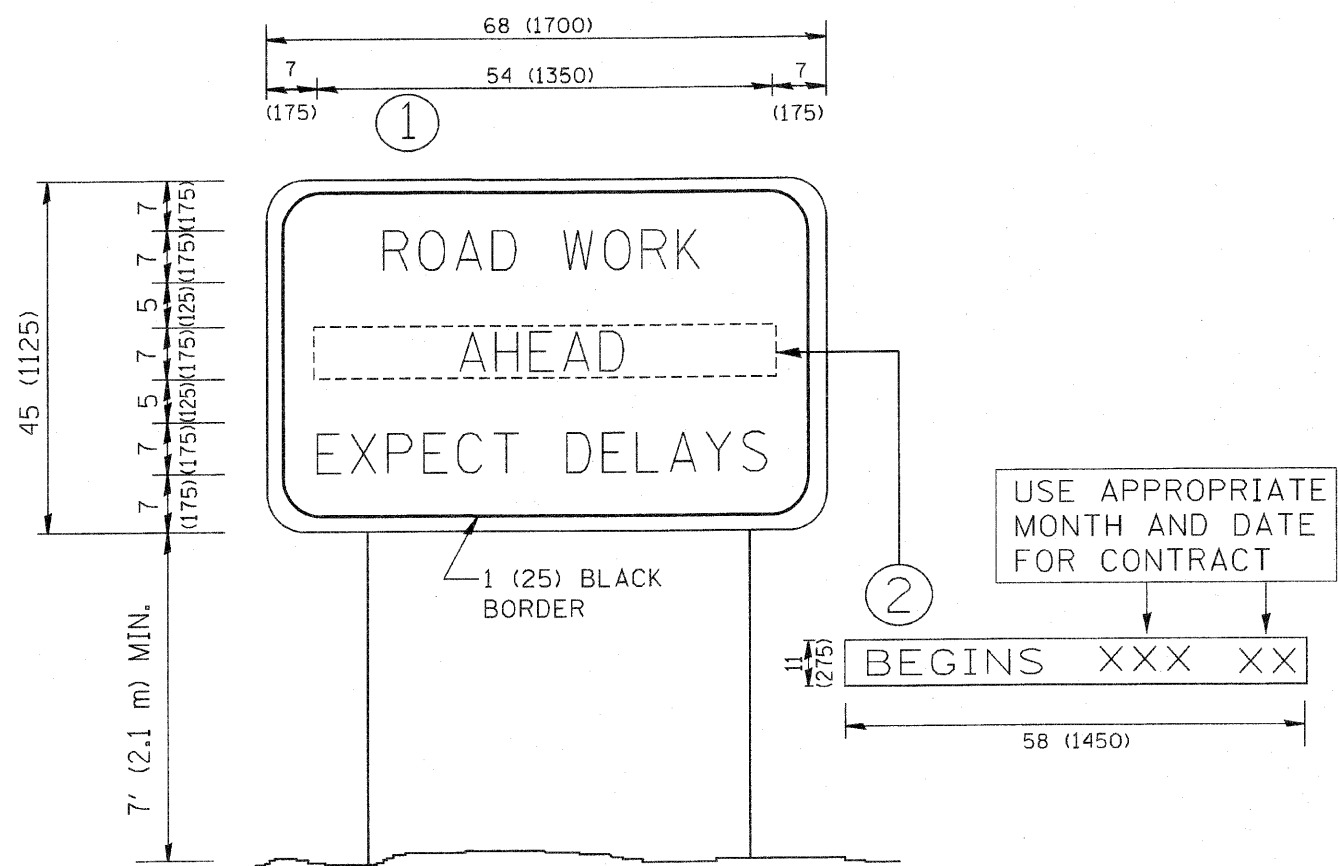 68 (1700)
7
54 (1350)
7
(175)
(175)
1
45 (1125)
7
(175)
7
(175)
5
(125)
7
(175)
5
(125)
7
(175)
7
(175)
ROAD WORK
AHEAD
EXPECT DELAYS
1 (25) BLACK
BORDER
7' (2.1 m) MIN.
2
USE APPROPRIATE
MONTH AND DATE
FOR CONTRACT
11
(275)
BEGINS XXX XX
58 (1450)